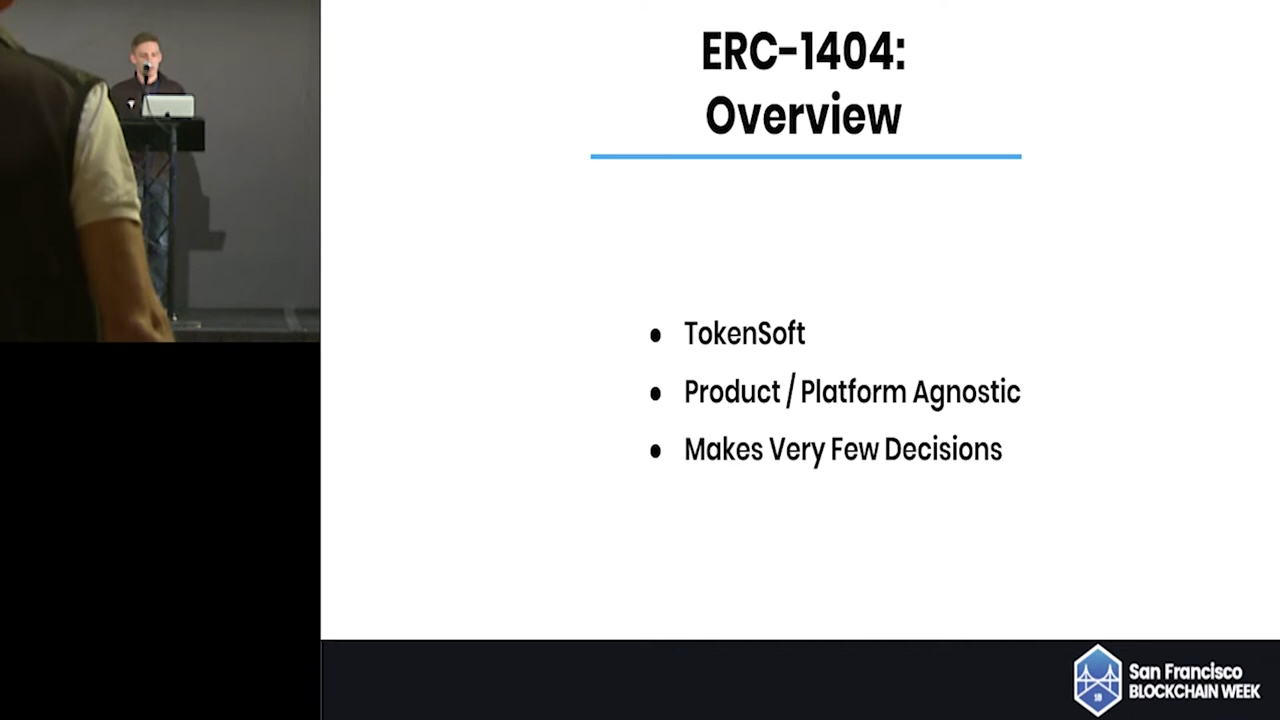 ERC-1404:
Overview
• TokenSoft
• Product / Platform Agnostic
• Makes Very Few Decisions
San Francisco
BLOCKCHAIN WEEK